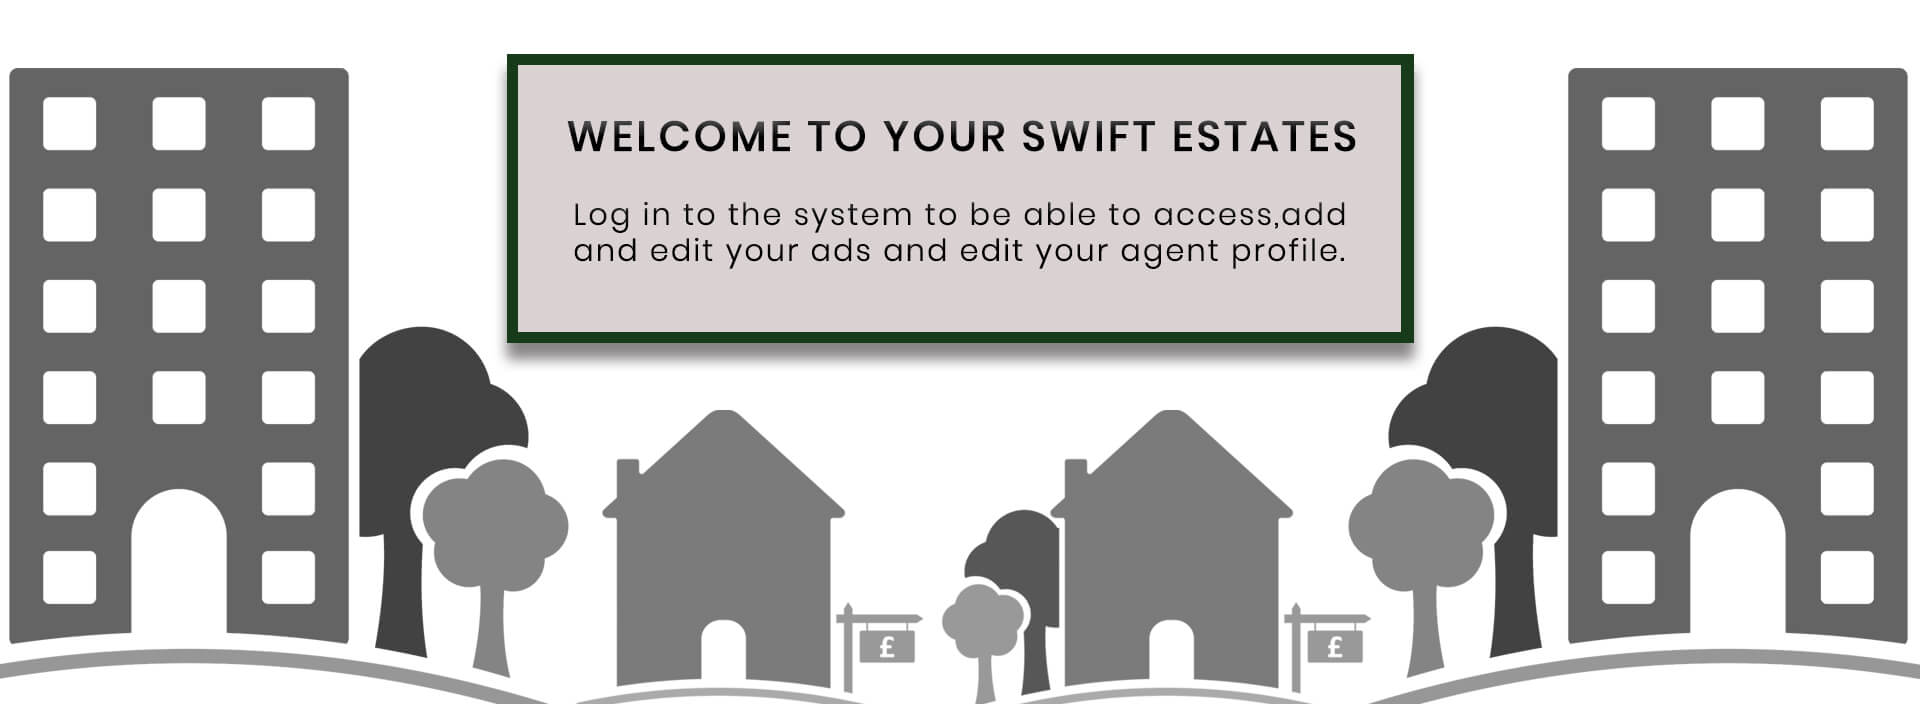 WELCOME TO YOUR SWIFT ESTATES
Log in to the system to be able to access,add
and edit your ads and edit your agent profile.
£
£